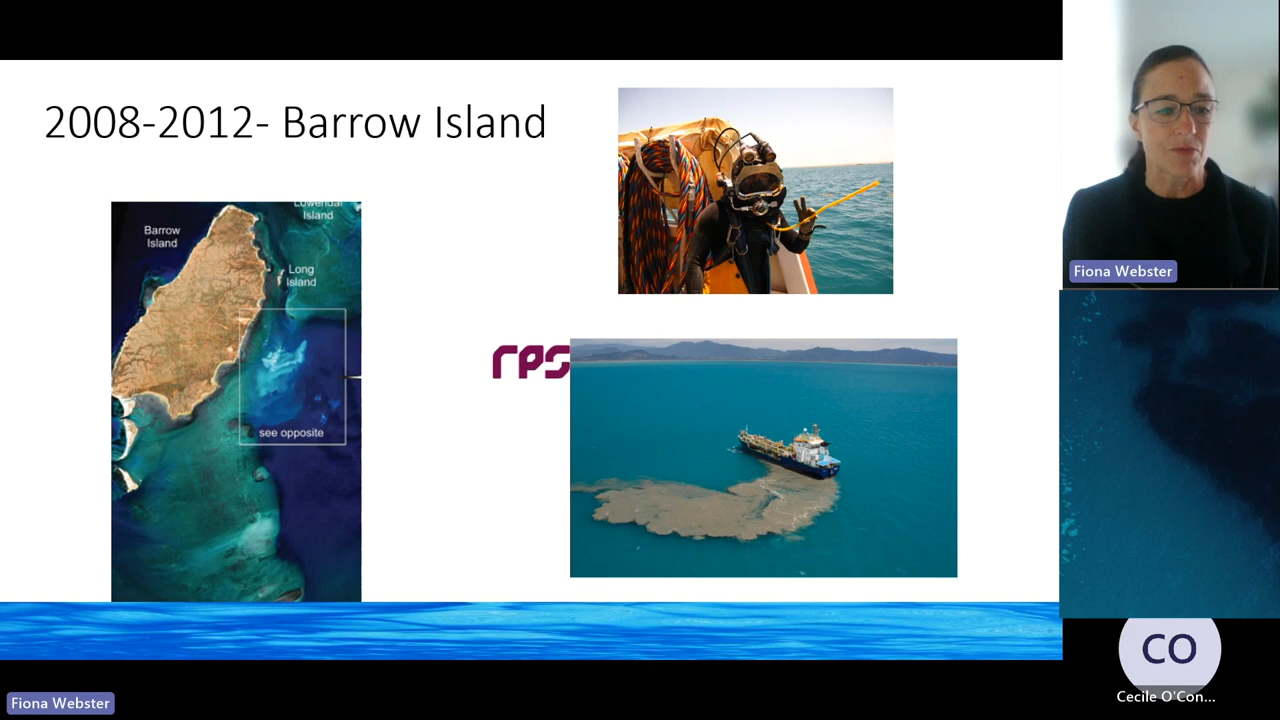 2008-2012- Barrow Island
Barrow
Island
Lowendal
Island
Long
Island
see opposite
rps
Fiona Webster
CO
Cecile O'Con...
Fiona Webster